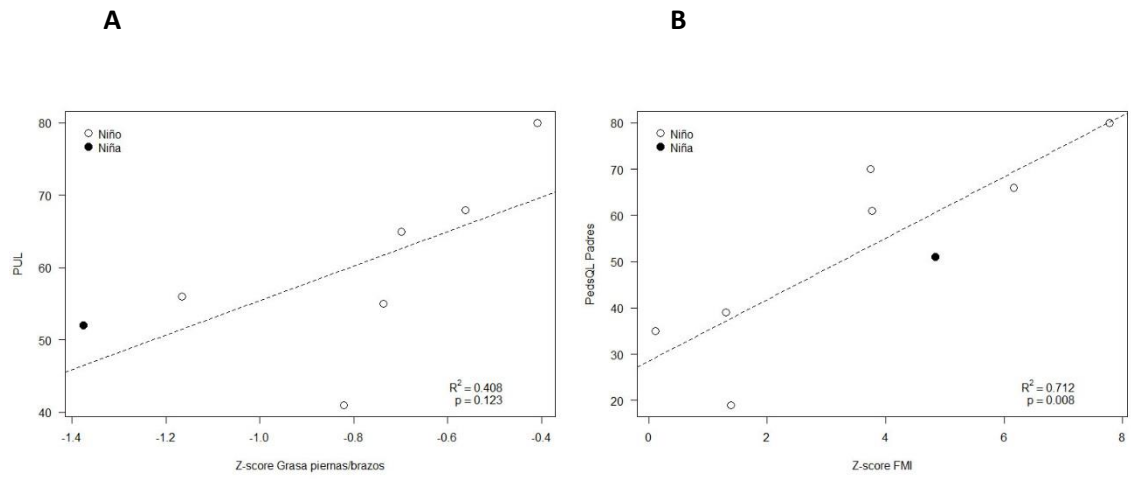 A
B
80
70
60
50
40
Niño
Niña
PUL
R² = 0.408
p = 0.123
-1.4
-1.2
-1.0
-0.8
-0.6
-0.4
Z-score Grasa piernas/brazos
80
70
60
50
40
30
20
Niño
Niña
PedsQL Padres
R² = 0.712
p = 0.008
0
2
4
6
8
Z-score FMI